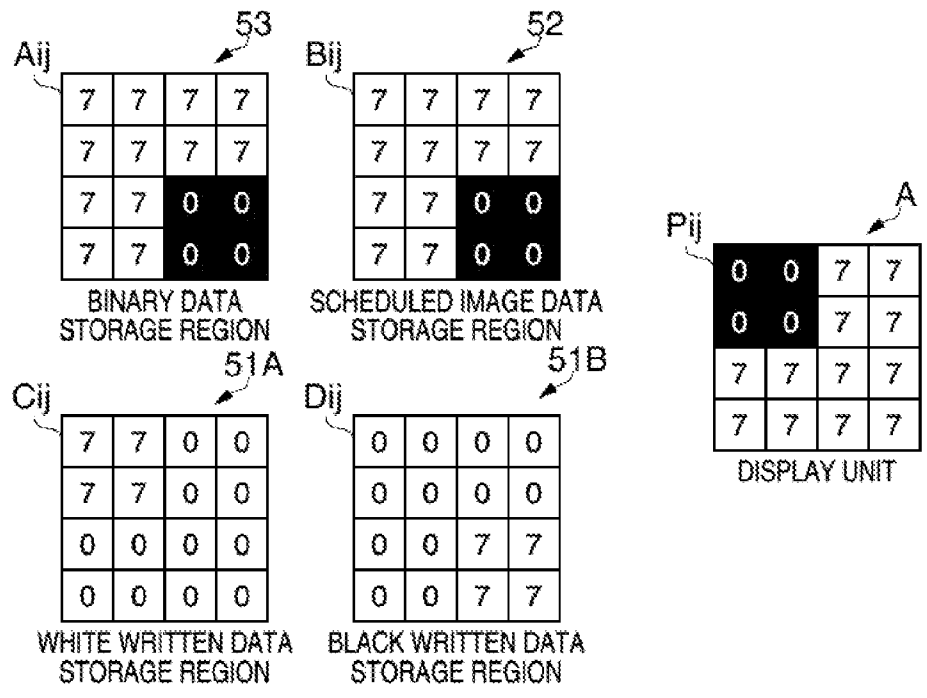 53
Aij
7 7 7 7
7 7 7 7
7 7 0 0
7 7 0 0
BINARY DATA
STORAGE REGION
52
Bij
7 7 7 7
7 7 7 7
7 7 0 0
7 7 0 0
SCHEDULED IMAGE DATA
STORAGE REGION
A
Pij
0 0 7 7
0 0 7 7
7 7 7 7
7 7 7 7
DISPLAY UNIT
51A
Cij
7 7 0 0
7 7 0 0
0 0 0 0
0 0 0 0
WHITE WRITTEN DATA
STORAGE REGION
51B
Dij
0 0 0 0
0 0 0 0
0 0 7 7
0 0 7 7
BLACK WRITTEN DATA
STORAGE REGION